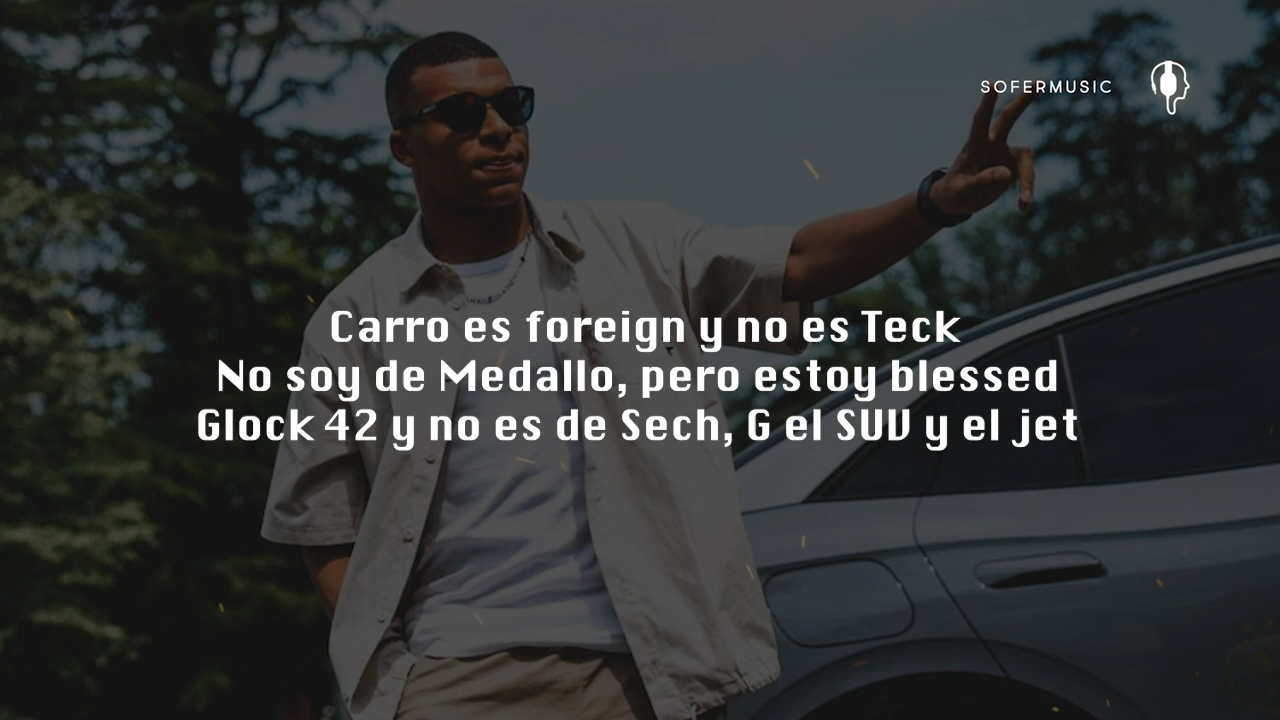 SOFERMUSIC
Carro es foreign y no es Teck
No soy de Medallo, pero estoy blessed
Glock 42 y no es de Sech, G el SUV y el jet